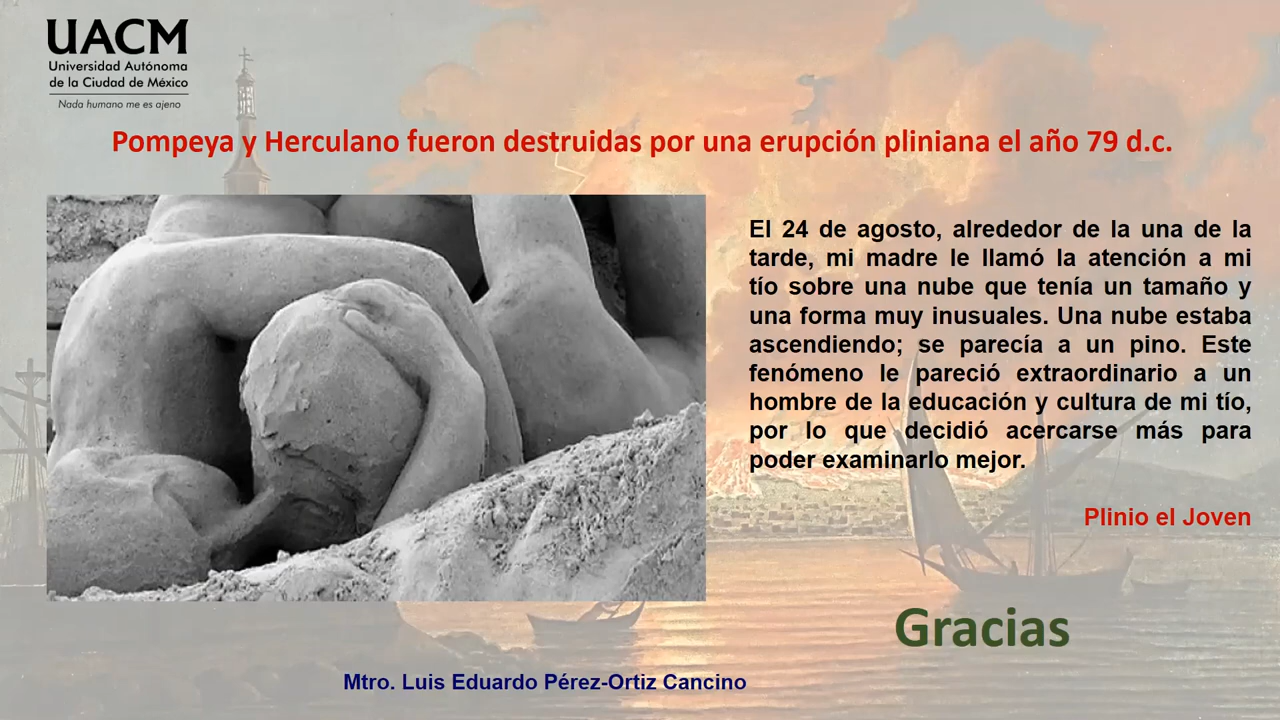 UACM
Universidad Autónoma
de la Ciudad de México
Nada humano me es ajeno
Pompeya y Herculano fueron destruidas por una erupción pliniana el año 79 d.c.
El 24 de agosto, alrededor de la una de la
tarde, mi madre le llamó la atención a mi
tío sobre una nube que tenía un tamaño y
una forma muy inusuales. Una nube estaba
ascendiendo; se parecía a un pino. Este
fenómeno le pareció extraordinario a un
hombre de la educación y cultura de mi tío,
por lo que decidió acercarse más para
poder examinarlo mejor.
Plinio el Joven
Gracias
Mtro. Luis Eduardo Pérez-Ortiz Cancino